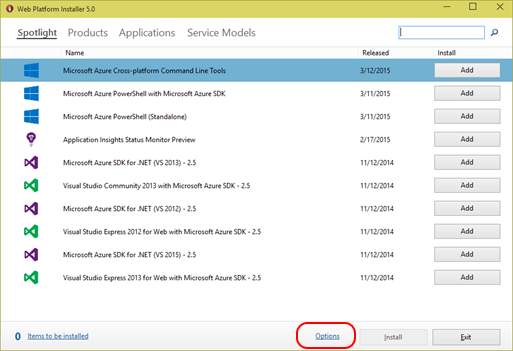 Web Platform Installer 5.0
Spotlight Products Applications Service Models
Name Released Install
Microsoft Azure Cross-platform Command Line Tools 3/12/2015 Add
Microsoft Azure PowerShell with Microsoft Azure SDK 3/11/2015 Add
Microsoft Azure PowerShell (Standalone) 3/11/2015 Add
Application Insights Status Monitor Preview 2/17/2015 Add
Microsoft Azure SDK for .NET (VS 2013) - 2.5 11/12/2014 Add
Visual Studio Community 2013 with Microsoft Azure SDK - 2.5 11/12/2014 Add
Microsoft Azure SDK for .NET (VS 2012) - 2.5 11/12/2014 Add
Visual Studio Express 2012 for Web with Microsoft Azure SDK - 2.5 11/12/2014 Add
Microsoft Azure SDK for .NET (VS 2015) - 2.5 11/12/2014 Add
Visual Studio Express 2013 for Web with Microsoft Azure SDK - 2.5 11/12/2014 Add
0 Items to be installed Options Install Exit